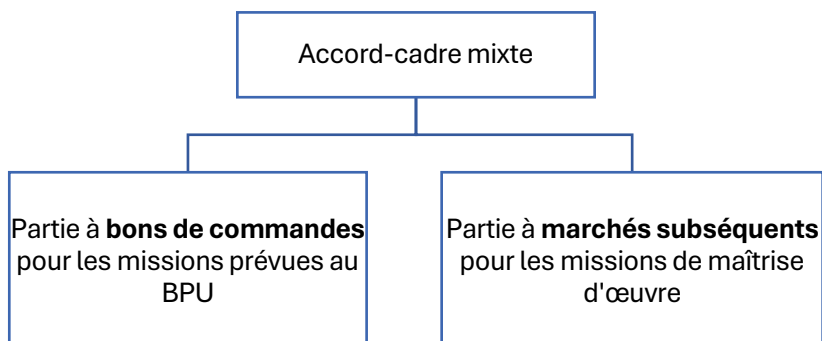 Accord-cadre mixte
Partie à bons de commandes
pour les missions prévues au
BPU
Partie à marchés subséquents
pour les missions de maîtrise
d'œuvre